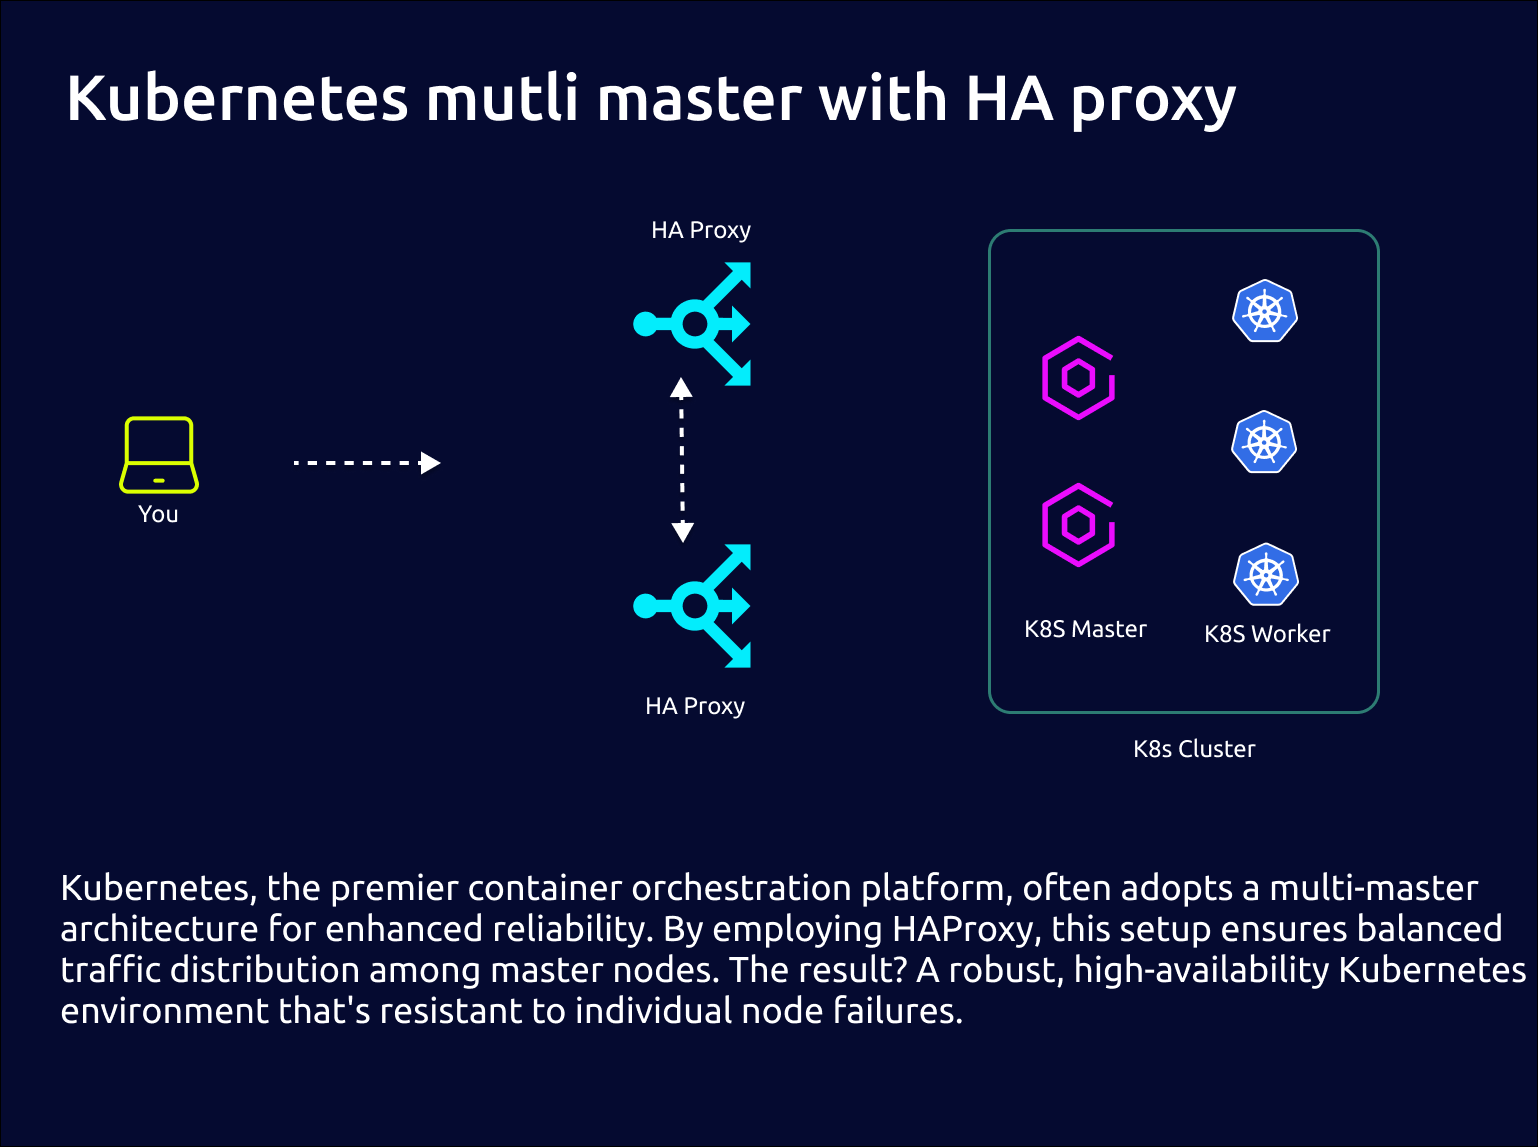 Kubernetes mutli master with HA proxy
HA Proxy
You
HA Proxy
K8S Master
K8S Worker
K8s Cluster
Kubernetes, the premier container orchestration platform, often adopts a multi-master
architecture for enhanced reliability. By employing HAProxy, this setup ensures balanced
traffic distribution among master nodes. The result? A robust, high-availability Kubernetes
environment that's resistant to individual node failures.